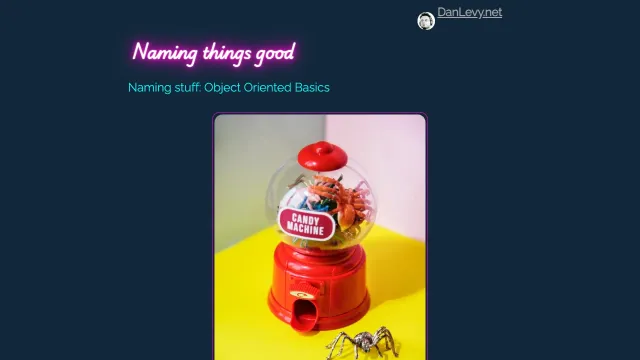 DanLevy.net
Naming things good
Naming stuff: Object Oriented Basics
CANDY
MACHINE